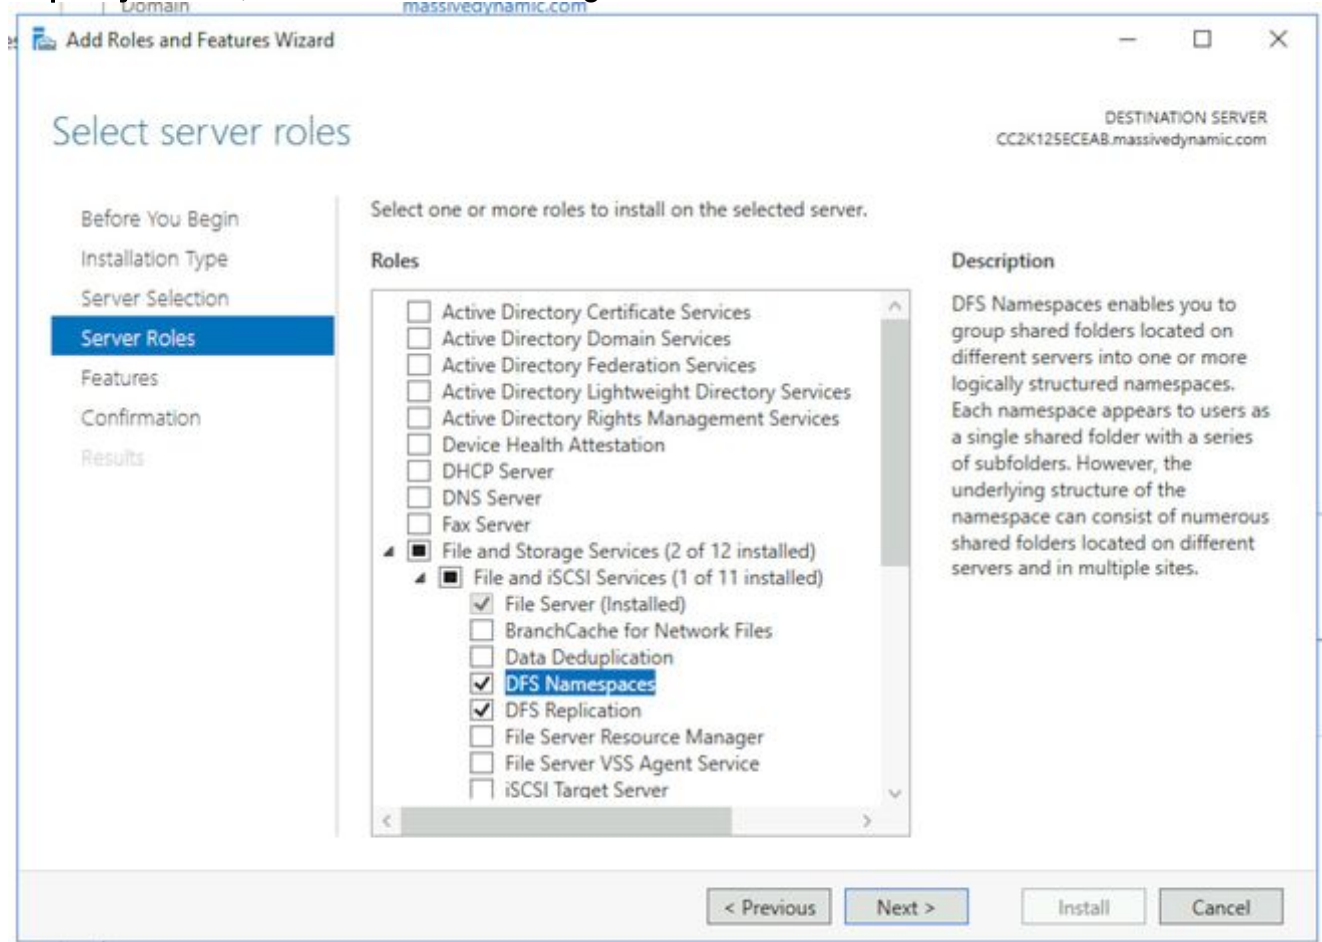 Domain massivedynamic.com
Add Roles and Features Wizard
Select server roles
DESTINATION SERVER
CC2K125ECEAB.massivedynamic.com
Before You Begin
Installation Type
Server Selection
Server Roles
Features
Confirmation
Results
Select one or more roles to install on the selected server.
Roles
Active Directory Certificate Services
Active Directory Domain Services
Active Directory Federation Services
Active Directory Lightweight Directory Services
Active Directory Rights Management Services
Device Health Attestation
DHCP Server
DNS Server
Fax Server
File and Storage Services (2 of 12 installed)
File and iSCSI Services (1 of 11 installed)
File Server (Installed)
BranchCache for Network Files
Data Deduplication
DFS Namespaces
DFS Replication
File Server Resource Manager
File Server VSS Agent Service
iSCSI Target Server
Description
DFS Namespaces enables you to
group shared folders located on
different servers into one or more
logically structured namespaces.
Each namespace appears to users as
a single shared folder with a series
of subfolders. However, the
underlying structure of the
namespace can consist of numerous
shared folders located on different
servers and in multiple sites.
< Previous
Next >
Install
Cancel